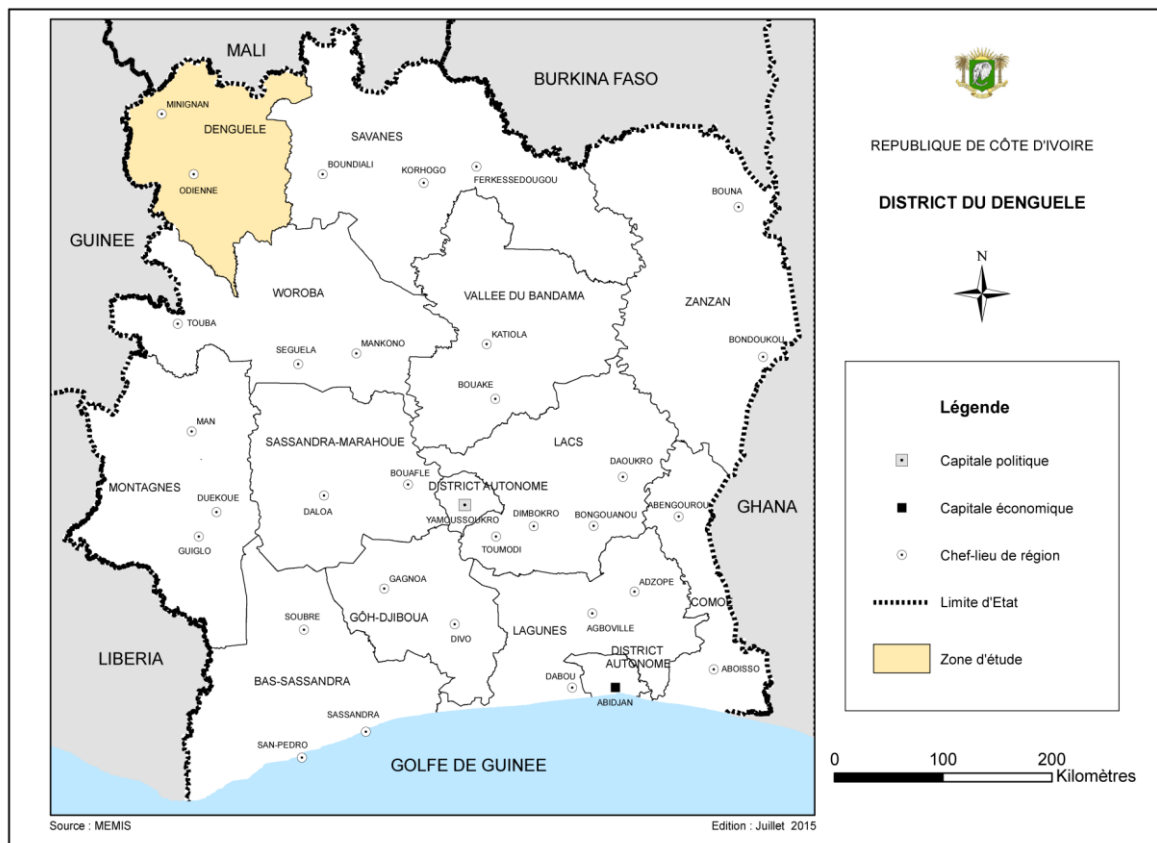 MALI
BURKINA FASO
MINIGNAN
DENGUELE
SAVANES
ODIENNE
BOUNDIALI
KORHOGO
FERKESSEDOUGOU
BOUNA
GUINEE
WOROBA
VALLEE DU BANDAMA
ZANZAN
TOUBA
SEGUELA
MANKONO
KATIOLA
BONDOUKOU
BOUAKE
MAN
SASSANDRA-MARAHOUE
LACS
DAOUKRO
BOUAFLE
MONTAGNES
DISTRICT AUTONOME
DUEKOUE
DALOA
YAMOUSSOUKRO
DIMBOKRO
BONGOUANOU
ABENGOUROU
GHANA
GUIGLO
TOUMODI
GAGNOA
ADZOPE
COMOE
SOUBRE
GÔH-DJIBOUA
DIVO
LAGUNES
AGBOVILLE
LIBERIA
DISTRICT
AUTONOME
BAS-SASSANDRA
DABOU
ABIDJAN
ABOISSO
SASSANDRA
SAN-PEDRO
GOLFE DE GUINEE
Source : MEMIS
Edition : Juillet 2015
REPUBLIQUE DE CÔTE D'IVOIRE
DISTRICT DU DENGUELE
N
Légende
Capitale politique
Capitale économique
Chef-lieu de région
Limite d'Etat
Zone d'étude
0 100 200
Kilomètres